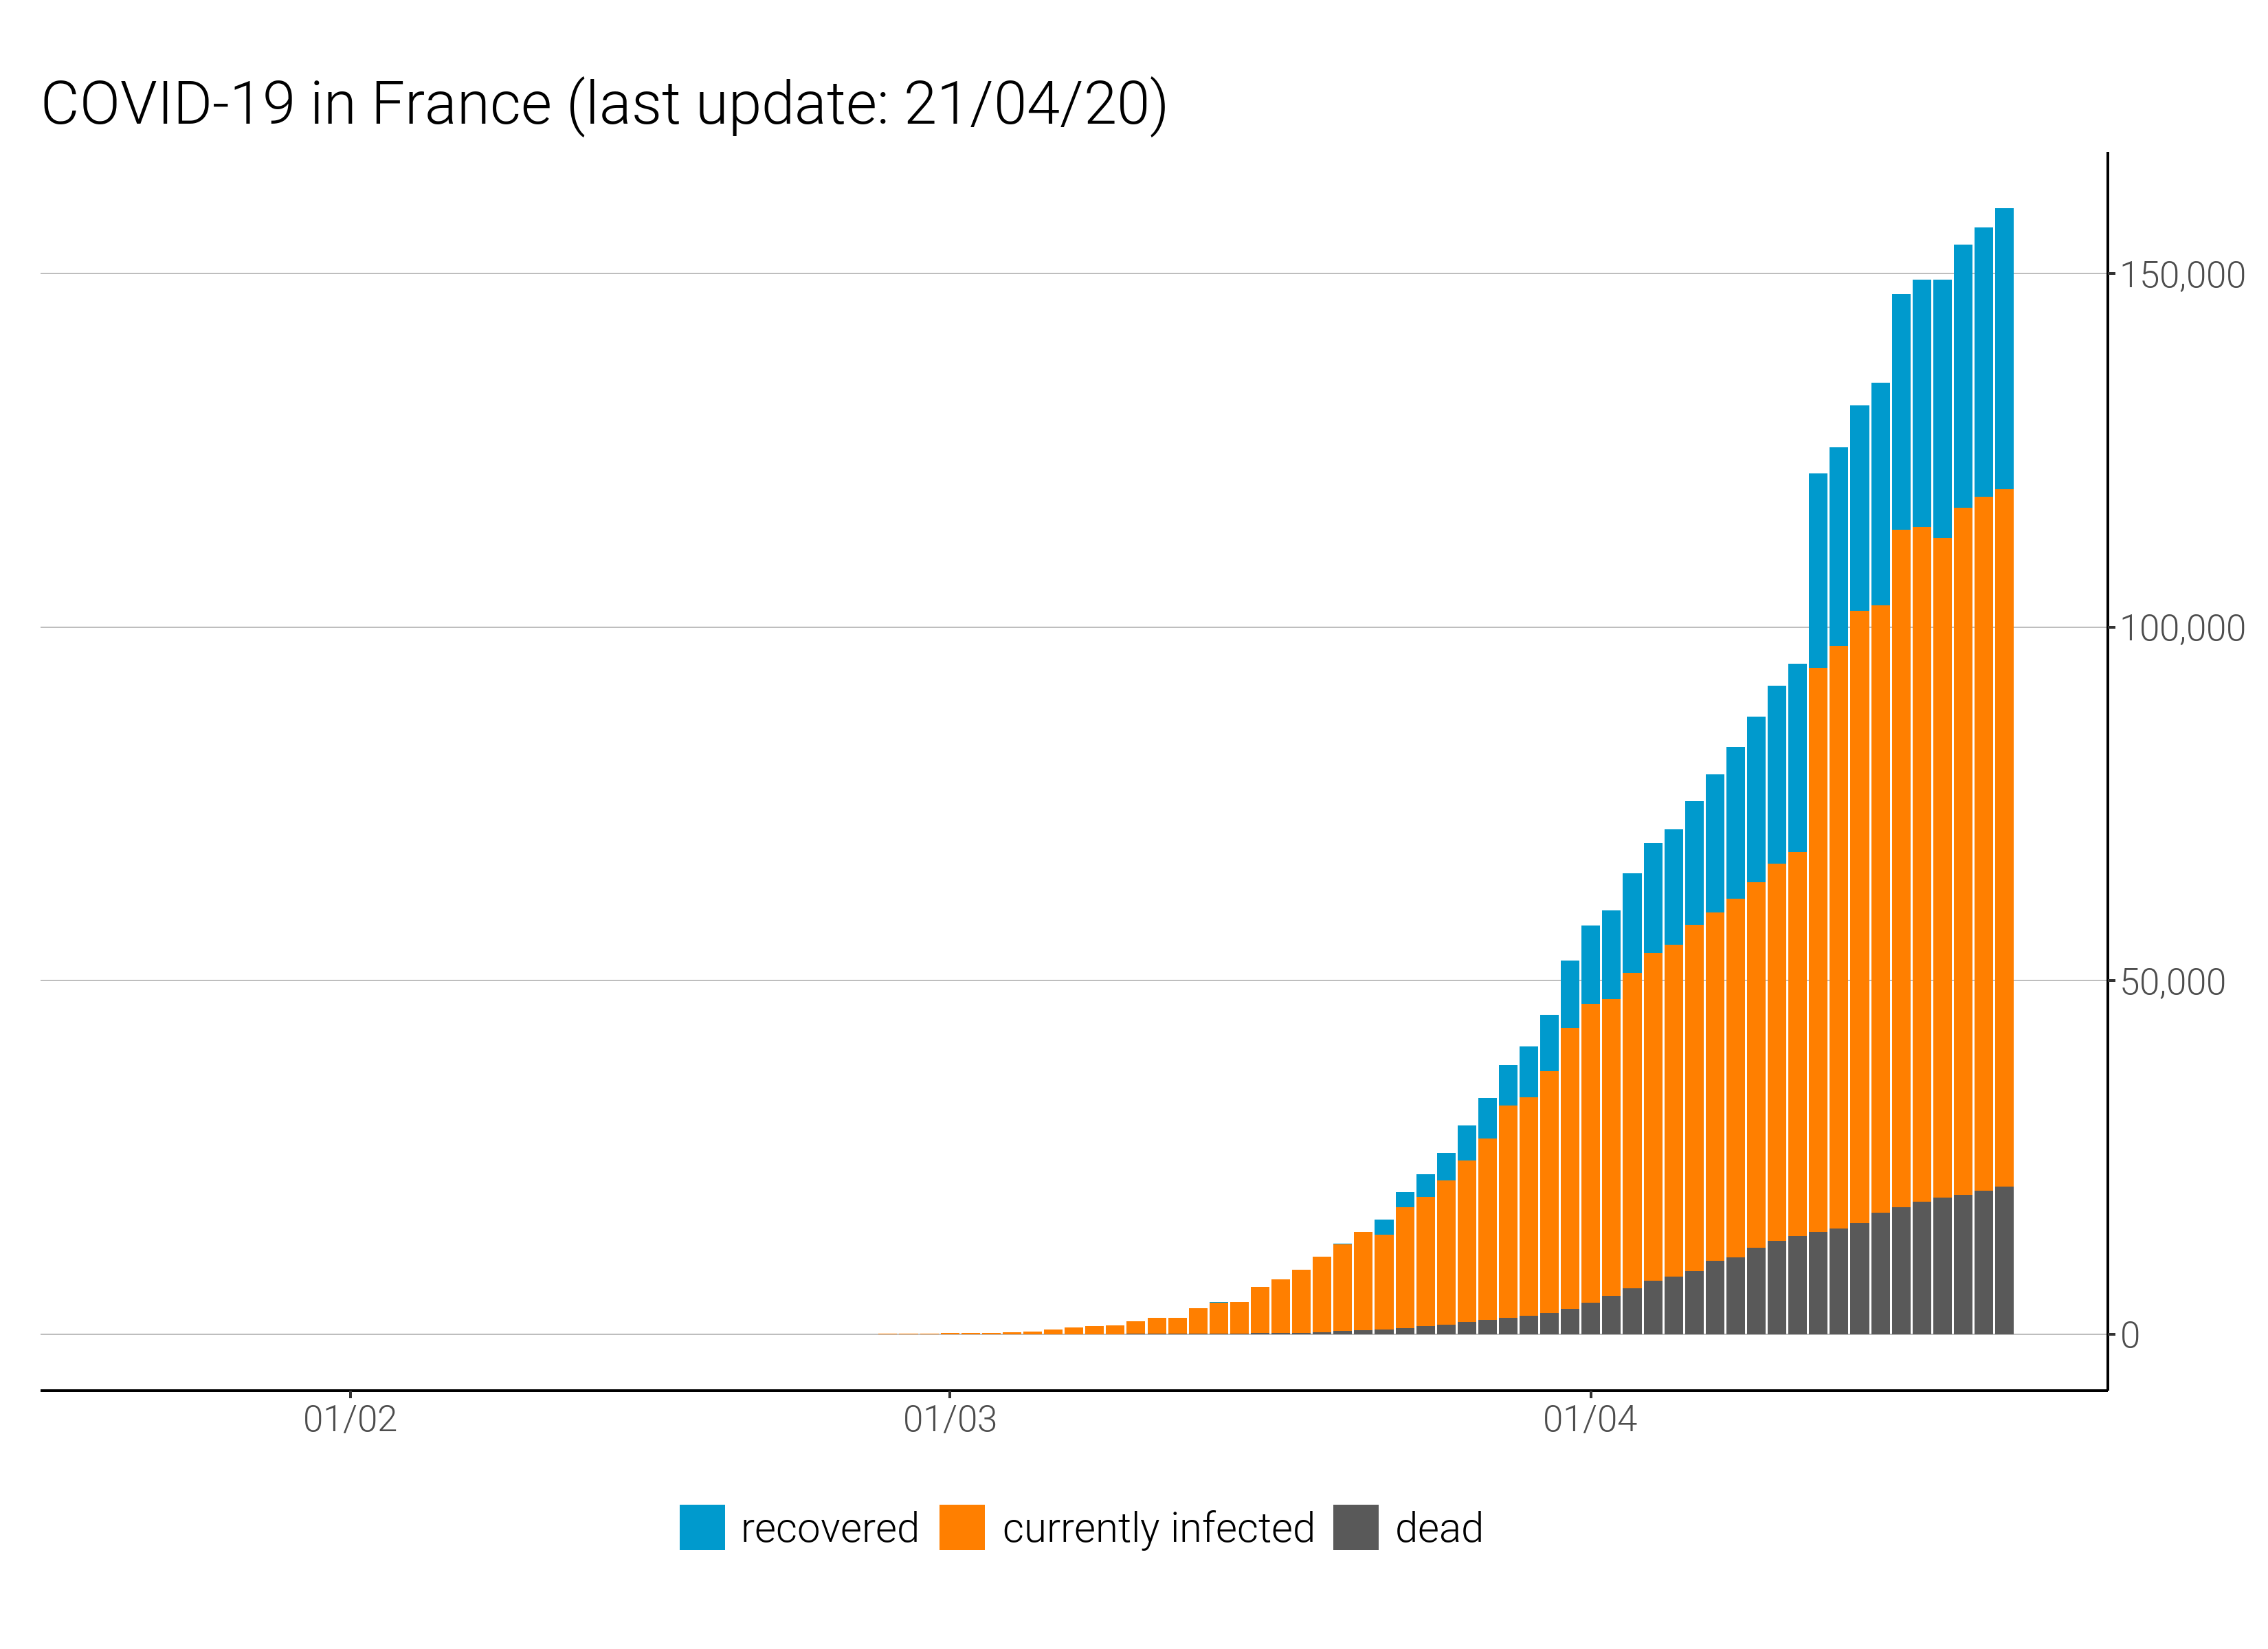 COVID-19 in France (last update: 21/04/20)
150,000
100,000
50,000
0
01/02 01/03 01/04
recovered currently infected dead